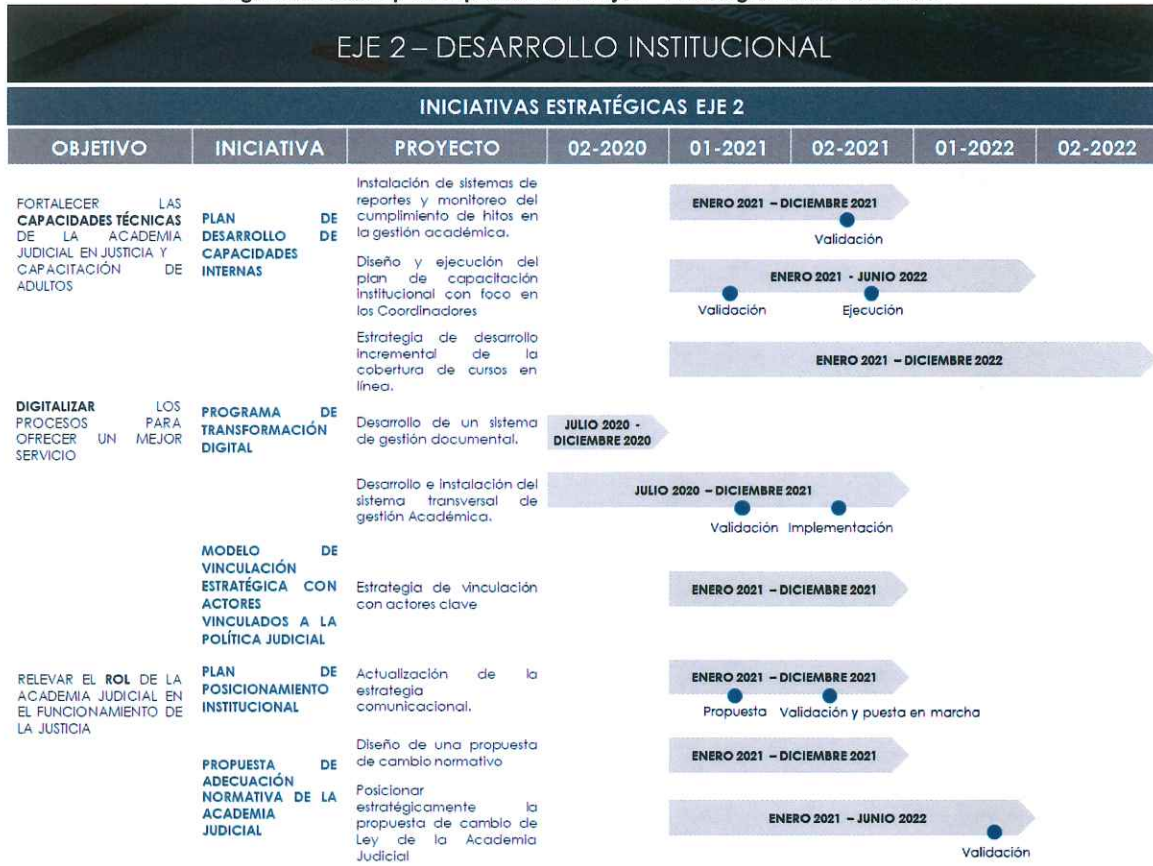 EJE 2 – DESARROLLO INSTITUCIONAL
INICIATIVAS ESTRATÉGICAS EJE 2
OBJETIVO
INICIATIVA
PROYECTO
02-2020
01-2021
02-2021
01-2022
02-2022
FORTALECER LAS
CAPACIDADES TÉCNICAS
DE LA ACADEMIA
JUDICIAL EN JUSTICIA Y
CAPACITACIÓN DE
ADULTOS
PLAN DE
DESARROLLO DE
CAPACIDADES
INTERNAS
Instalación de sistemas de
reportes y monitoreo del
cumplimiento de hitos en
la gestión académica.
ENERO 2021 – DICIEMBRE 2021
Validación
Diseño y ejecución del
plan de capacitación
institucional con foco en
los Coordinadores
ENERO 2021 - JUNIO 2022
Validación
Ejecución
Estrategia de desarrollo
incremental de la
cobertura de cursos en
línea.
ENERO 2021 – DICIEMBRE 2022
DIGITALIZAR LOS
PROCESOS PARA
OFRECER UN MEJOR
SERVICIO
PROGRAMA DE
TRANSFORMACIÓN
DIGITAL
Desarrollo de un sistema
de gestión documental.
JULIO 2020 -
DICIEMBRE 2020
Desarrollo e instalación del
sistema transversal de
gestión Académica.
JULIO 2020 – DICIEMBRE 2021
Validación
Implementación
MODELO DE
VINCULACIÓN
ESTRATÉGICA CON
ACTORES
VINCULADOS A LA
POLÍTICA JUDICIAL
Estrategia de vinculación
con actores clave
ENERO 2021 – DICIEMBRE 2021
RELEVAR EL ROL DE LA
ACADEMIA JUDICIAL EN
EL FUNCIONAMIENTO DE
LA JUSTICIA
PLAN DE
POSICIONAMIENTO
INSTITUCIONAL
Actualización de la
estrategia
comunicacional.
ENERO 2021 – DICIEMBRE 2021
Propuesta
Validación y puesta en marcha
PROPUESTA DE
ADECUACIÓN
NORMATIVA DE LA
ACADEMIA
JUDICIAL
Diseño de una propuesta
de cambio normativo
ENERO 2021 – DICIEMBRE 2021
Posicionar
estratégicamente la
propuesta de cambio de
Ley de la Academia
Judicial
ENERO 2021 – JUNIO 2022
Validación